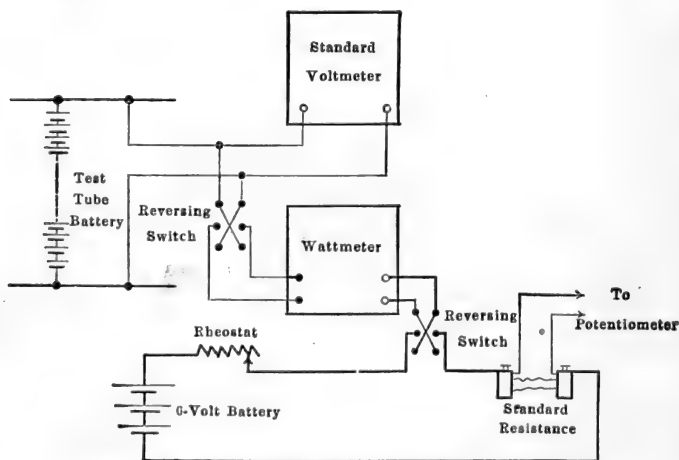 Standard
Voltmeter
Test
Tube
Battery
Reversing
Switch
Wattmeter
To
Potentiometer
Reversing
Switch
Rheostat
6-Volt Battery
Standard
Resistance